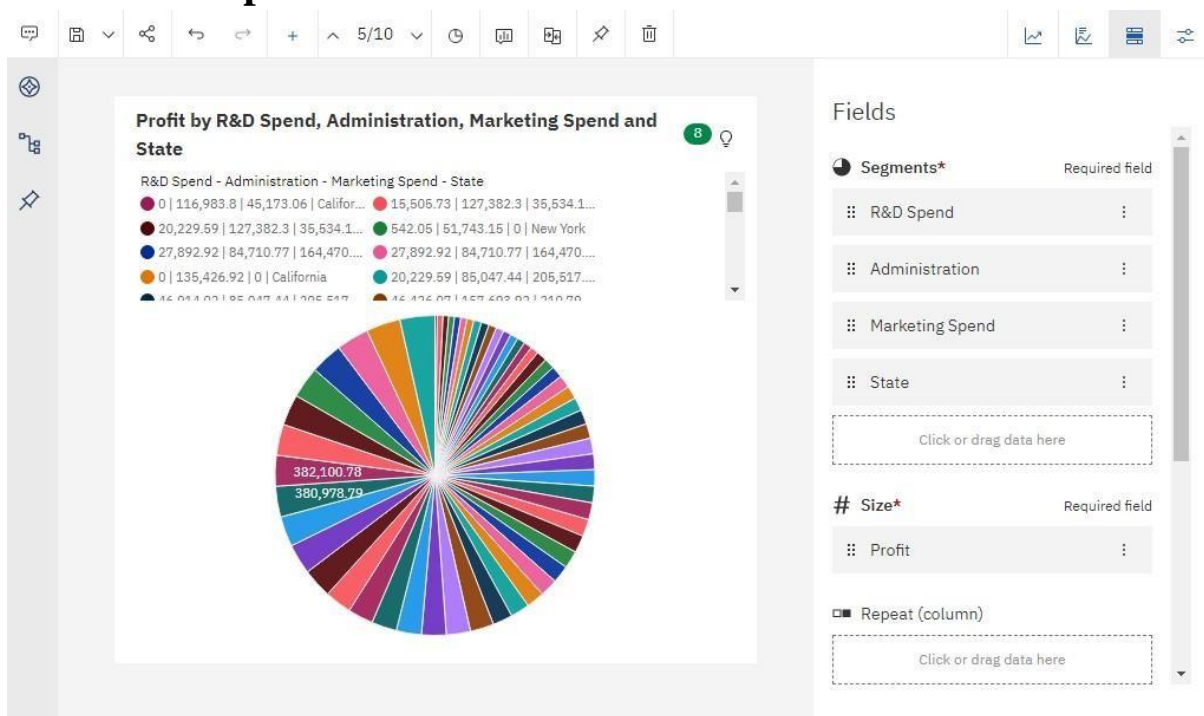 5/10
Profit by R&D Spend, Administration, Marketing Spend and
State
8
R&D Spend - Administration - Marketing Spend - State
0 | 116,983.8 | 45,173.06 | Califor... 15,505.73 | 127,382.3 | 35,534.1...
20,229.59 | 127,382.3 | 35,534.1... 542.05 | 51,743.15 | 0 | New York
27,892.92 | 84,710.77 | 164,470.... 27,892.92 | 84,710.77 | 164,470....
0 | 135,426.92 | 0 | California 20,229.59 | 85,047.44 | 205,517....
382,100.78
380,978.79
Fields
Segments* Required field
R&D Spend
Administration
Marketing Spend
State
Click or drag data here
# Size* Required field
Profit
Repeat (column)
Click or drag data here